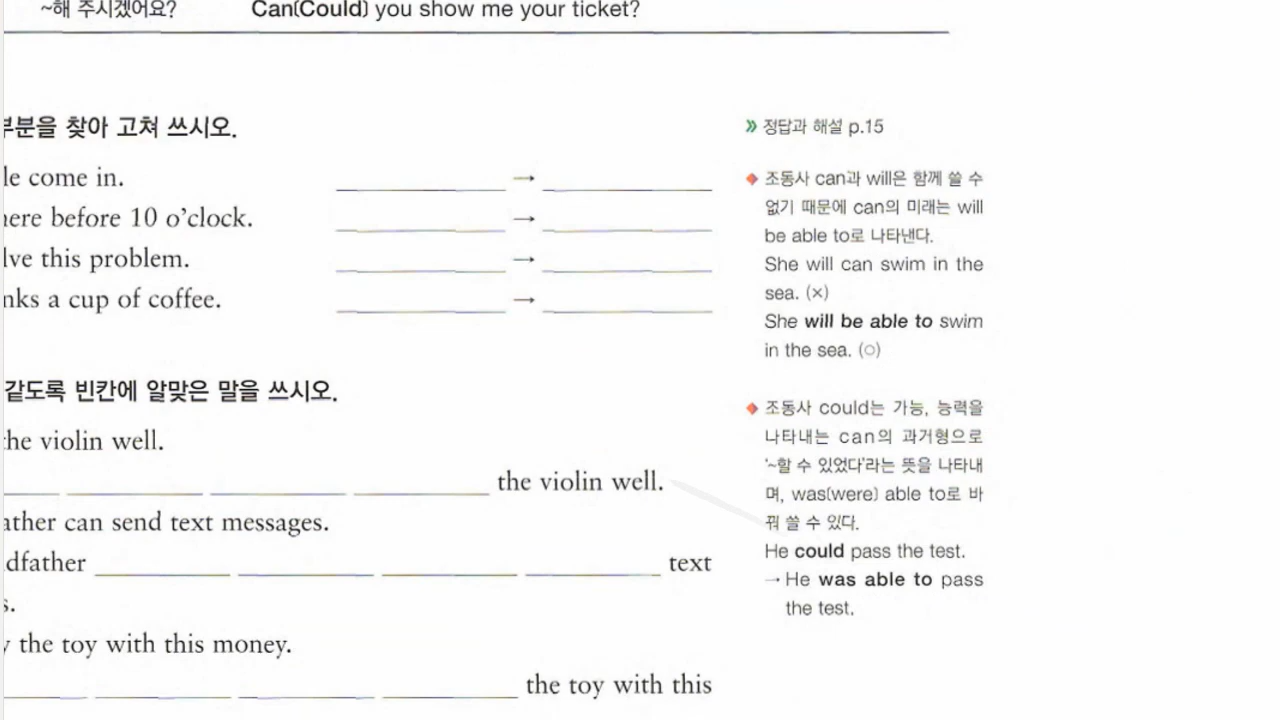 ~해 주시겠어요? Can(Could) you show me your ticket?
부분을 찾아 고쳐 쓰시오.
le come in. →
here before 10 o'clock. →
lve this problem. →
nks a cup of coffee. →
같도록 빈칸에 알맞은 말을 쓰시오.
the violin well.
the violin well.
ather can send text messages.
dfather text
s.
y the toy with this money.
the toy with this
» 정답과 해설 p.15
조동사 can과 will은 함께 쓸 수
없기 때문에 can의 미래는 will
be able to로 나타낸다.
She will can swim in the
sea. (×)
She will be able to swim
in the sea. (○)
조동사 could는 가능, 능력을
나타내는 can의 과거형으로
'~할 수 있었다'라는 뜻을 나타내
며, was(were) able to로 바
꿔 쓸 수 있다.
He could pass the test.
→ He was able to pass
the test.